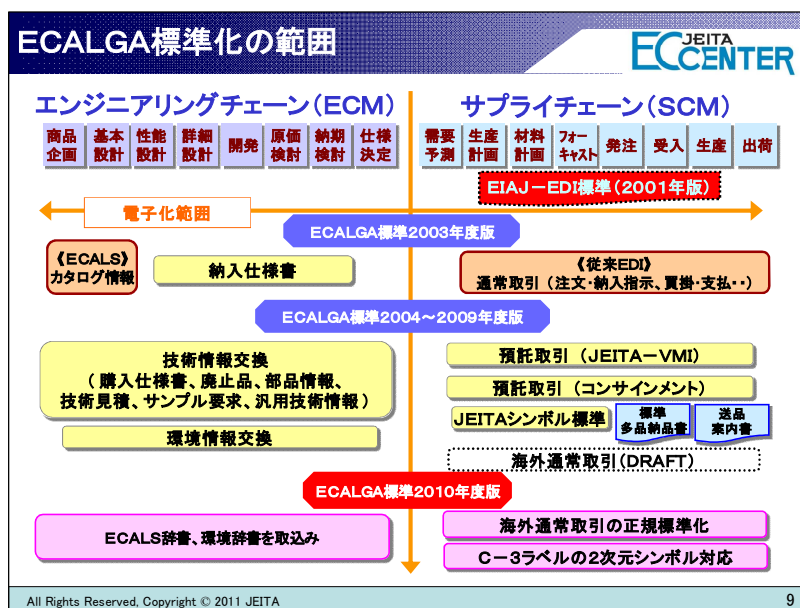 ECALGA標準化の範囲
JEITA
ECCENTER
エンジニアリングチェーン(ECM)
サプライチェーン(SCM)
商品
企画
基本
設計
性能
設計
詳細
設計
開発
原価
検討
納期
検討
仕様
決定
需要
予測
生産
計画
材料
計画
フォー
キャスト
発注
受入
生産
出荷
EIAJ-EDI標準(2001年版)
電子化範囲
ECALGA標準2003年度版
《ECALS》
カタログ情報
納入仕様書
《従来EDI》
通常取引(注文・納入指示、買掛・支払・・)
ECALGA標準2004~2009年度版
技術情報交換
(購入仕様書、廃止品、部品情報、
技術見積、サンプル要求、汎用技術情報)
環境情報交換
預託取引 (JEITA-VMI)
預託取引 (コンサインメント)
JEITAシンボル標準
標準
多品納品書
送品
案内書
海外通常取引(DRAFT)
ECALGA標準2010年度版
ECALS辞書、環境辞書を取込み
海外通常取引の正規標準化
C-3ラベルの2次元シンボル対応
All Rights Reserved, Copyright © 2011 JEITA
9